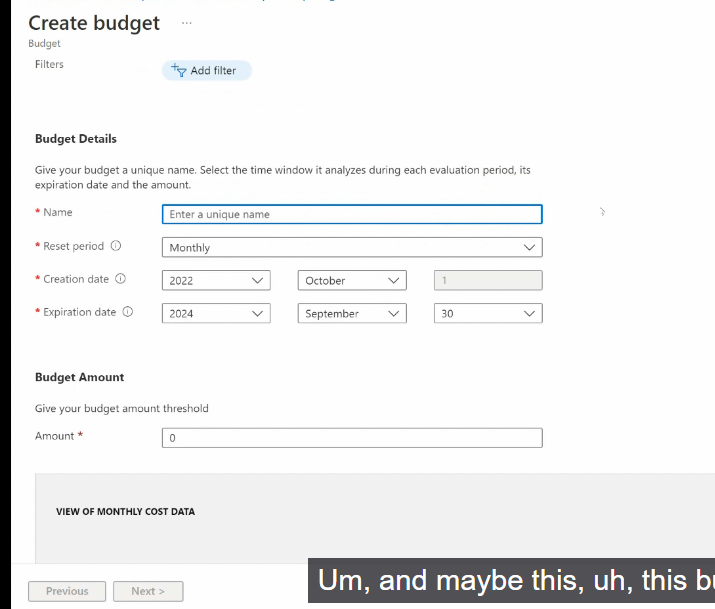 Create budget ...
Budget
Filters
Add filter
Budget Details
Give your budget a unique name. Select the time window it analyzes during each evaluation period, its
expiration date and the amount.
* Name
Enter a unique name
* Reset period
Monthly
* Creation date
2022
October
1
* Expiration date
2024
September
30
Budget Amount
Give your budget amount threshold
Amount *
0
VIEW OF MONTHLY COST DATA
Previous
Next >
Um, and maybe this, uh, this